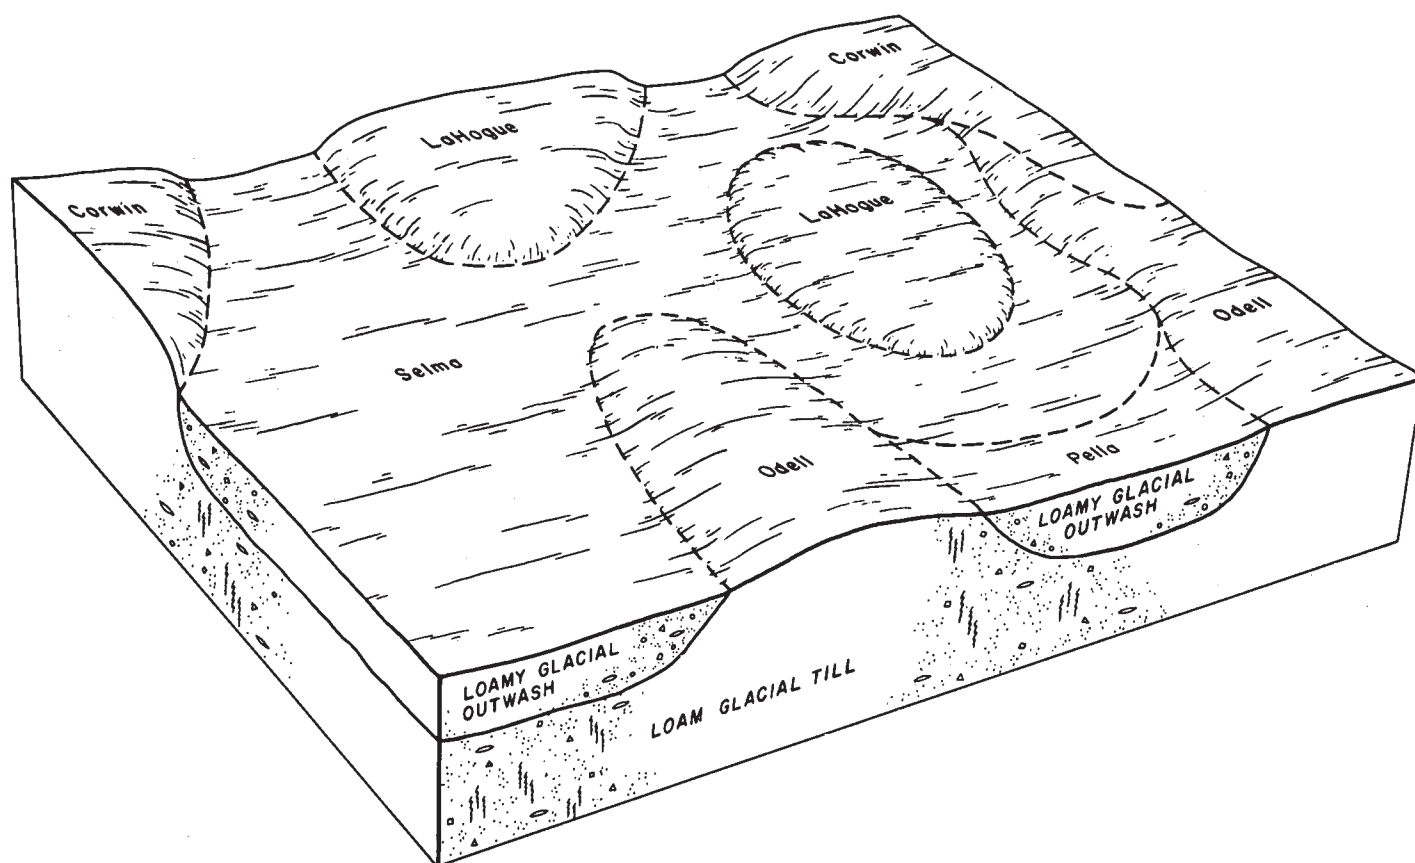 Corwin
LaHogue
Corwin
LaHogue
Odell
Selma
Odell
Pella
LOAMY GLACIAL
OUTWASH
LOAMY GLACIAL
OUTWASH
LOAM GLACIAL TILL